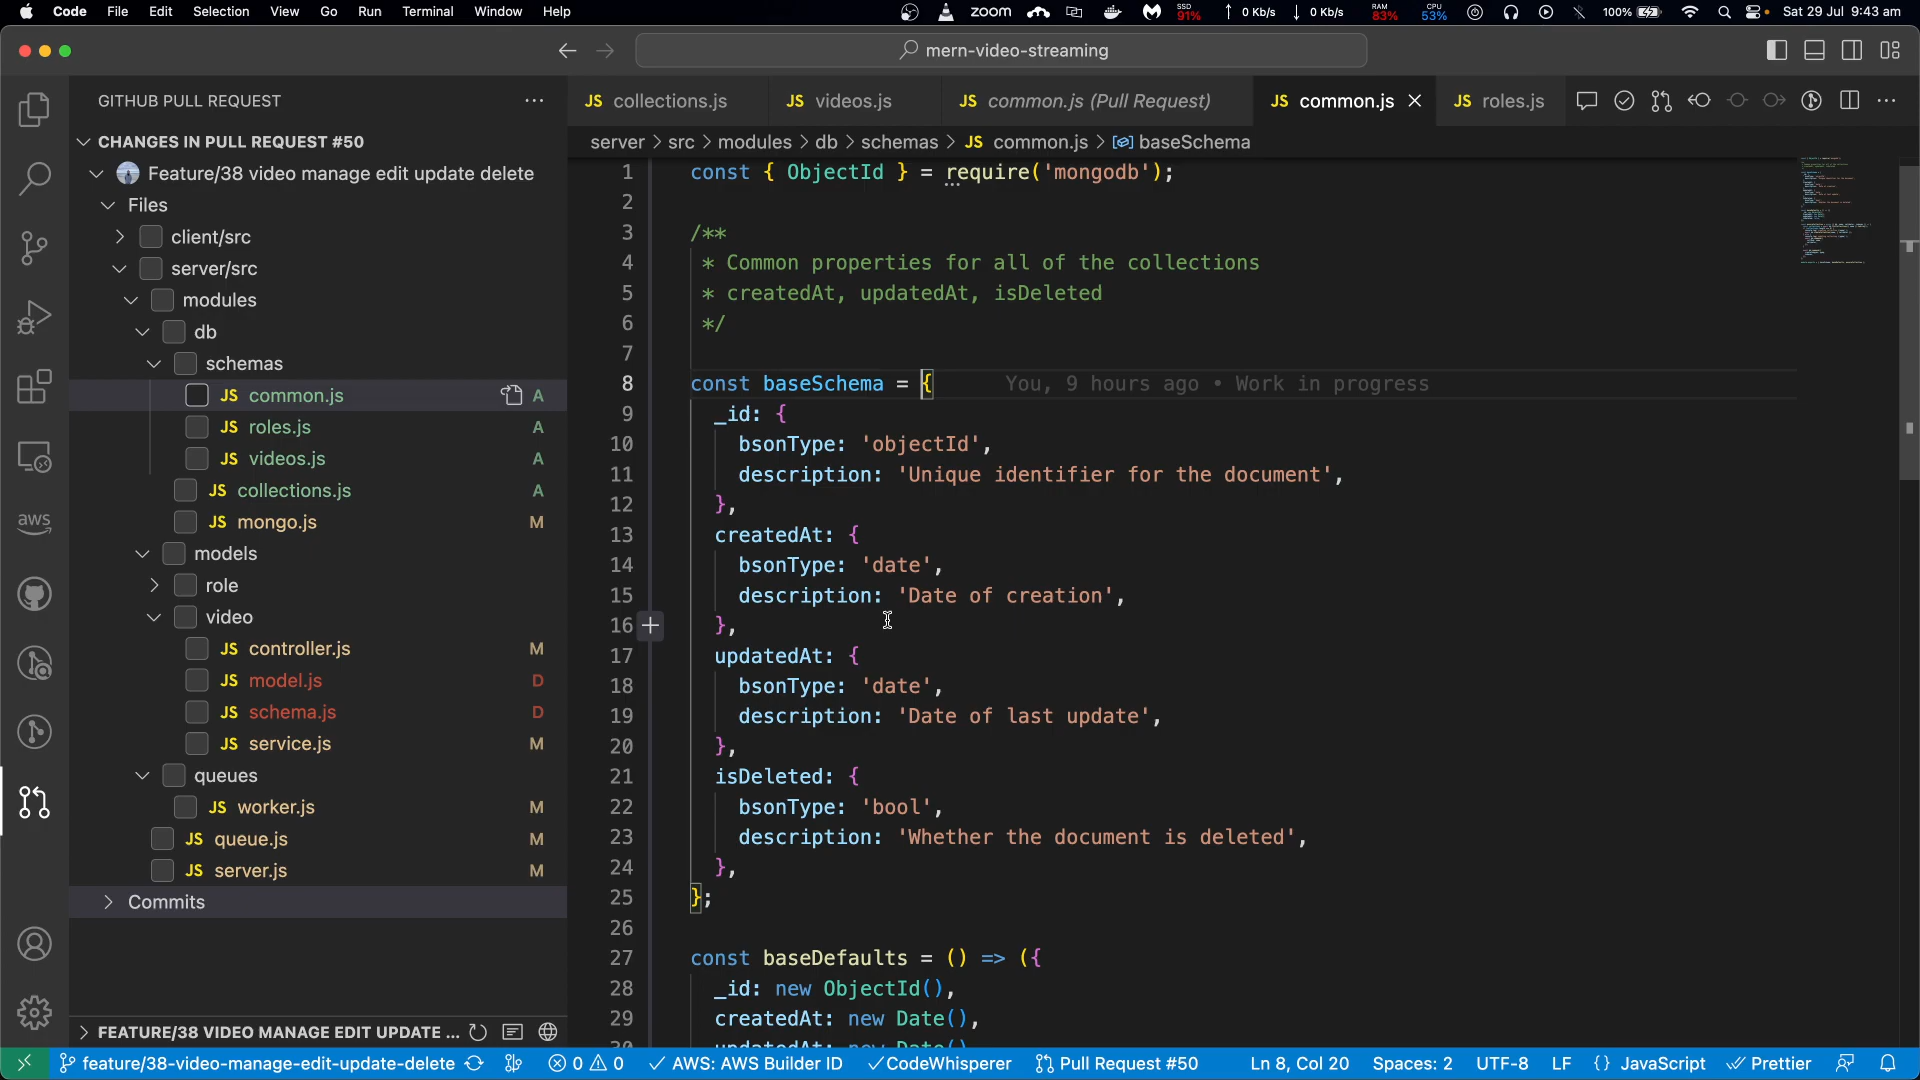 Code File Edit Selection View Go Run Terminal Window Help
zoom SSD 91% ↑ 0 Kb/s ↓ 0 Kb/s RAM 83% CPU 53% 100% Sat 29 Jul 9:43 am
mern-video-streaming
GITHUB PULL REQUEST
CHANGES IN PULL REQUEST #50
Feature/38 video manage edit update delete
Files
client/src
server/src
modules
db
schemas
JS common.js A
JS roles.js A
JS videos.js A
JS collections.js A
JS mongo.js M
models
role
video
JS controller.js M
JS model.js D
JS schema.js D
JS service.js M
queues
JS worker.js M
JS queue.js M
JS server.js M
Commits
FEATURE/38 VIDEO MANAGE EDIT UPDATE ...
aws
JS collections.js JS videos.js JS common.js (Pull Request) JS common.js JS roles.js
server > src > modules > db > schemas > JS common.js > baseSchema
1 const { ObjectId } = require('mongodb');
2
3 /**
4 * Common properties for all of the collections
5 * createdAt, updatedAt, isDeleted
6 */
7
8 const baseSchema = { You, 9 hours ago • Work in progress
9 _id: {
10 bsonType: 'objectId',
11 description: 'Unique identifier for the document',
12 },
13 createdAt: {
14 bsonType: 'date',
15 description: 'Date of creation',
16 },
17 updatedAt: {
18 bsonType: 'date',
19 description: 'Date of last update',
20 },
21 isDeleted: {
22 bsonType: 'bool',
23 description: 'Whether the document is deleted',
24 },
25 };
26
27 const baseDefaults = () => ({
28 _id: new ObjectId(),
29 createdAt: new Date(),
feature/38-video-manage-edit-update-delete 0 0 AWS: AWS Builder ID CodeWhisperer Pull Request #50 Ln 8, Col 20 Spaces: 2 UTF-8 LF {} JavaScript Prettier